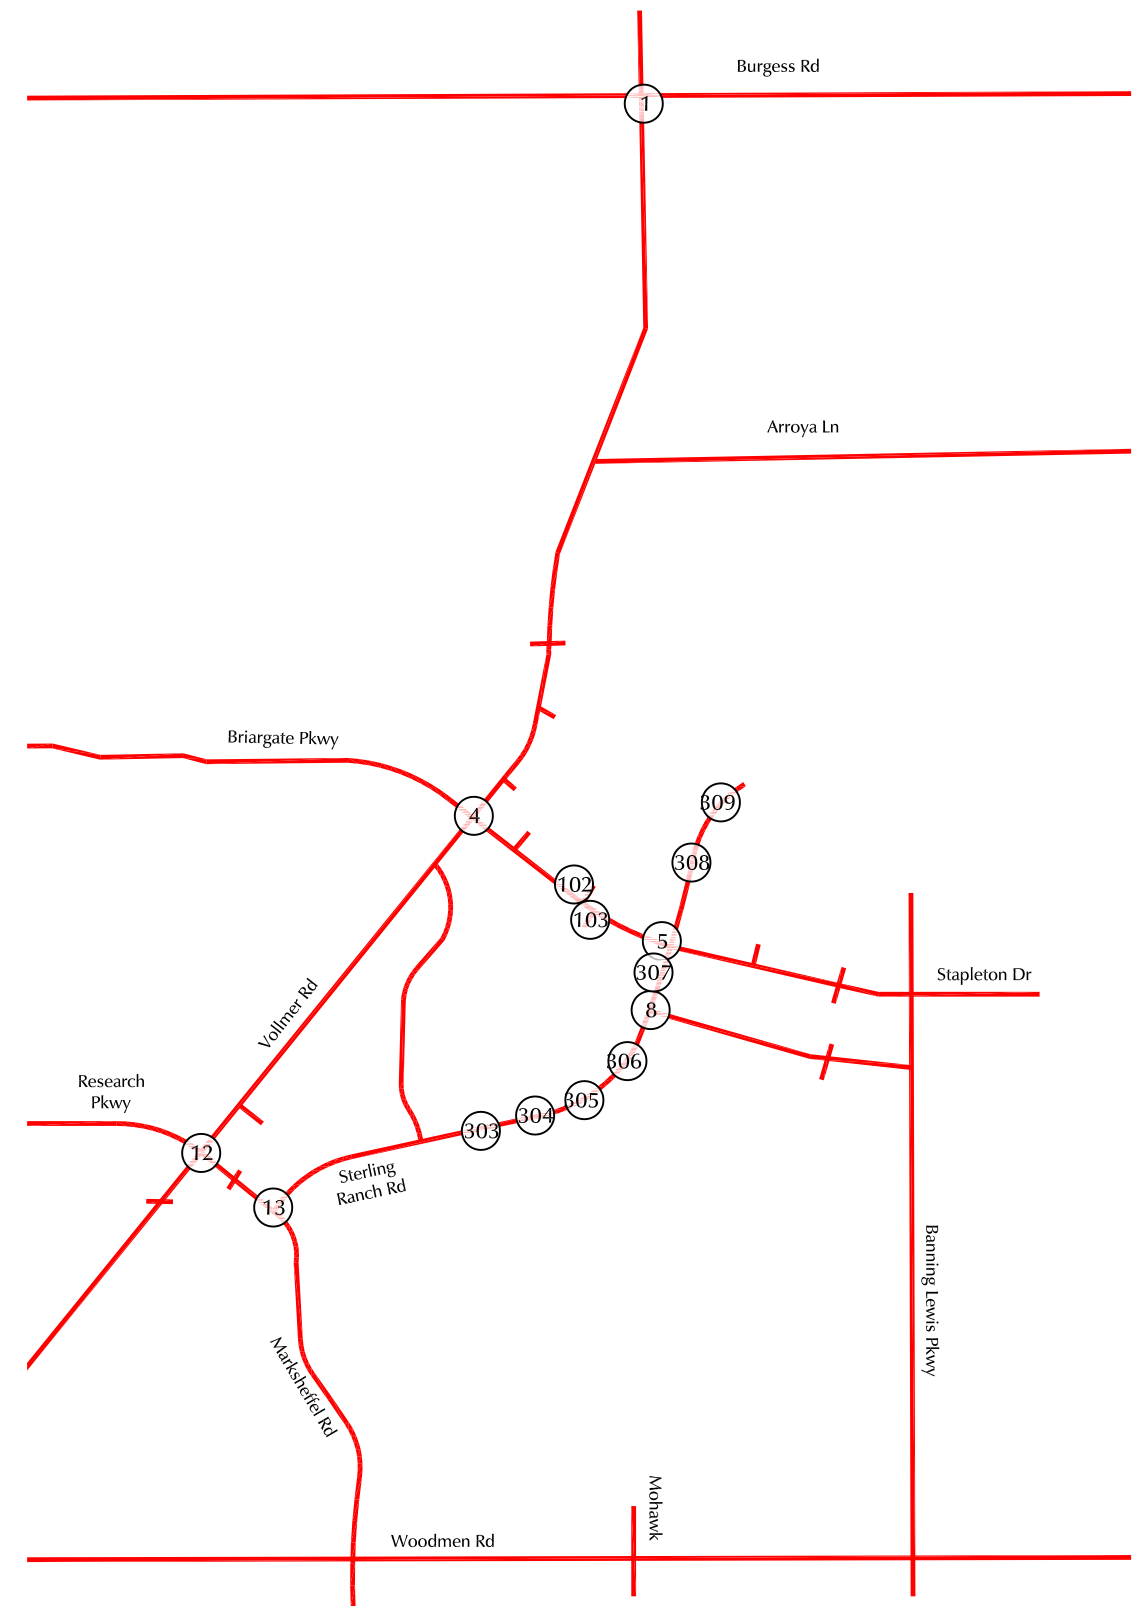 Burgess Rd
1
Arroya Ln
Briargate Pkwy
4
309
308
102
103
5
307
Stapleton Dr
8
Vollmer Rd
306
Research
Pkwy
305
304
303
12
Sterling
Ranch Rd
13
Banning Lewis Pkwy
Marksheffel Rd
Mohawk
Woodmen Rd